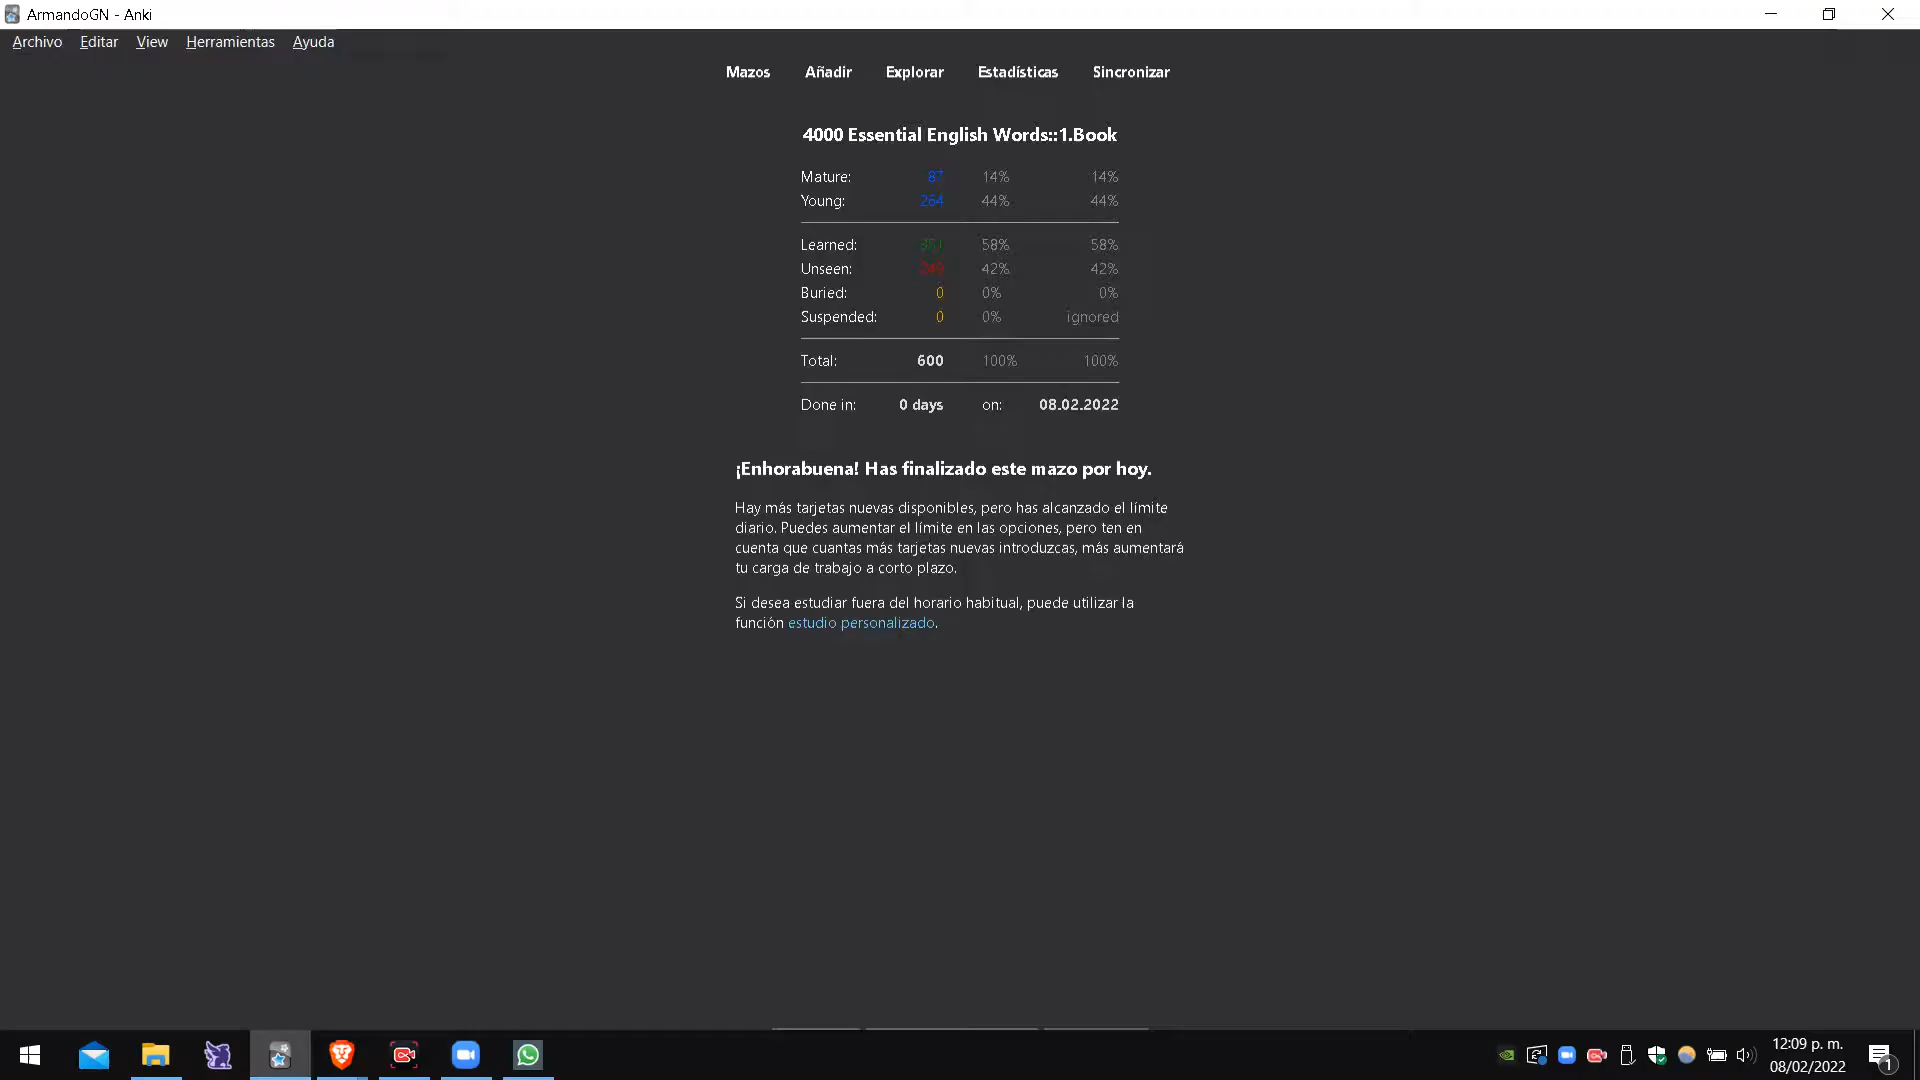 ArmandoGN - Anki
Archivo Editar View Herramientas Ayuda
Mazos Añadir Explorar Estadísticas Sincronizar
4000 Essential English Words::1.Book
Mature: 87 14% 14%
Young: 264 44% 44%
Learned: 351 58% 58%
Unseen: 249 42% 42%
Buried: 0 0% 0%
Suspended: 0 0% ignored
Total: 600 100% 100%
Done in: 0 days on: 08.02.2022
¡Enhorabuena! Has finalizado este mazo por hoy.
Hay más tarjetas nuevas disponibles, pero has alcanzado el límite
diario. Puedes aumentar el límite en las opciones, pero ten en
cuenta que cuantas más tarjetas nuevas introduzcas, más aumentará
tu carga de trabajo a corto plazo.
Si desea estudiar fuera del horario habitual, puede utilizar la
función estudio personalizado.
12:09 p. m.
08/02/2022
1